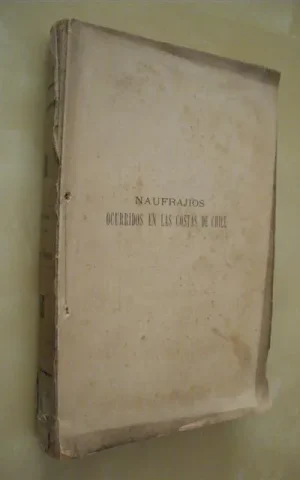 NAUFRAJIOS
OCURRIDOS EN LAS COSTAS DE CHILE